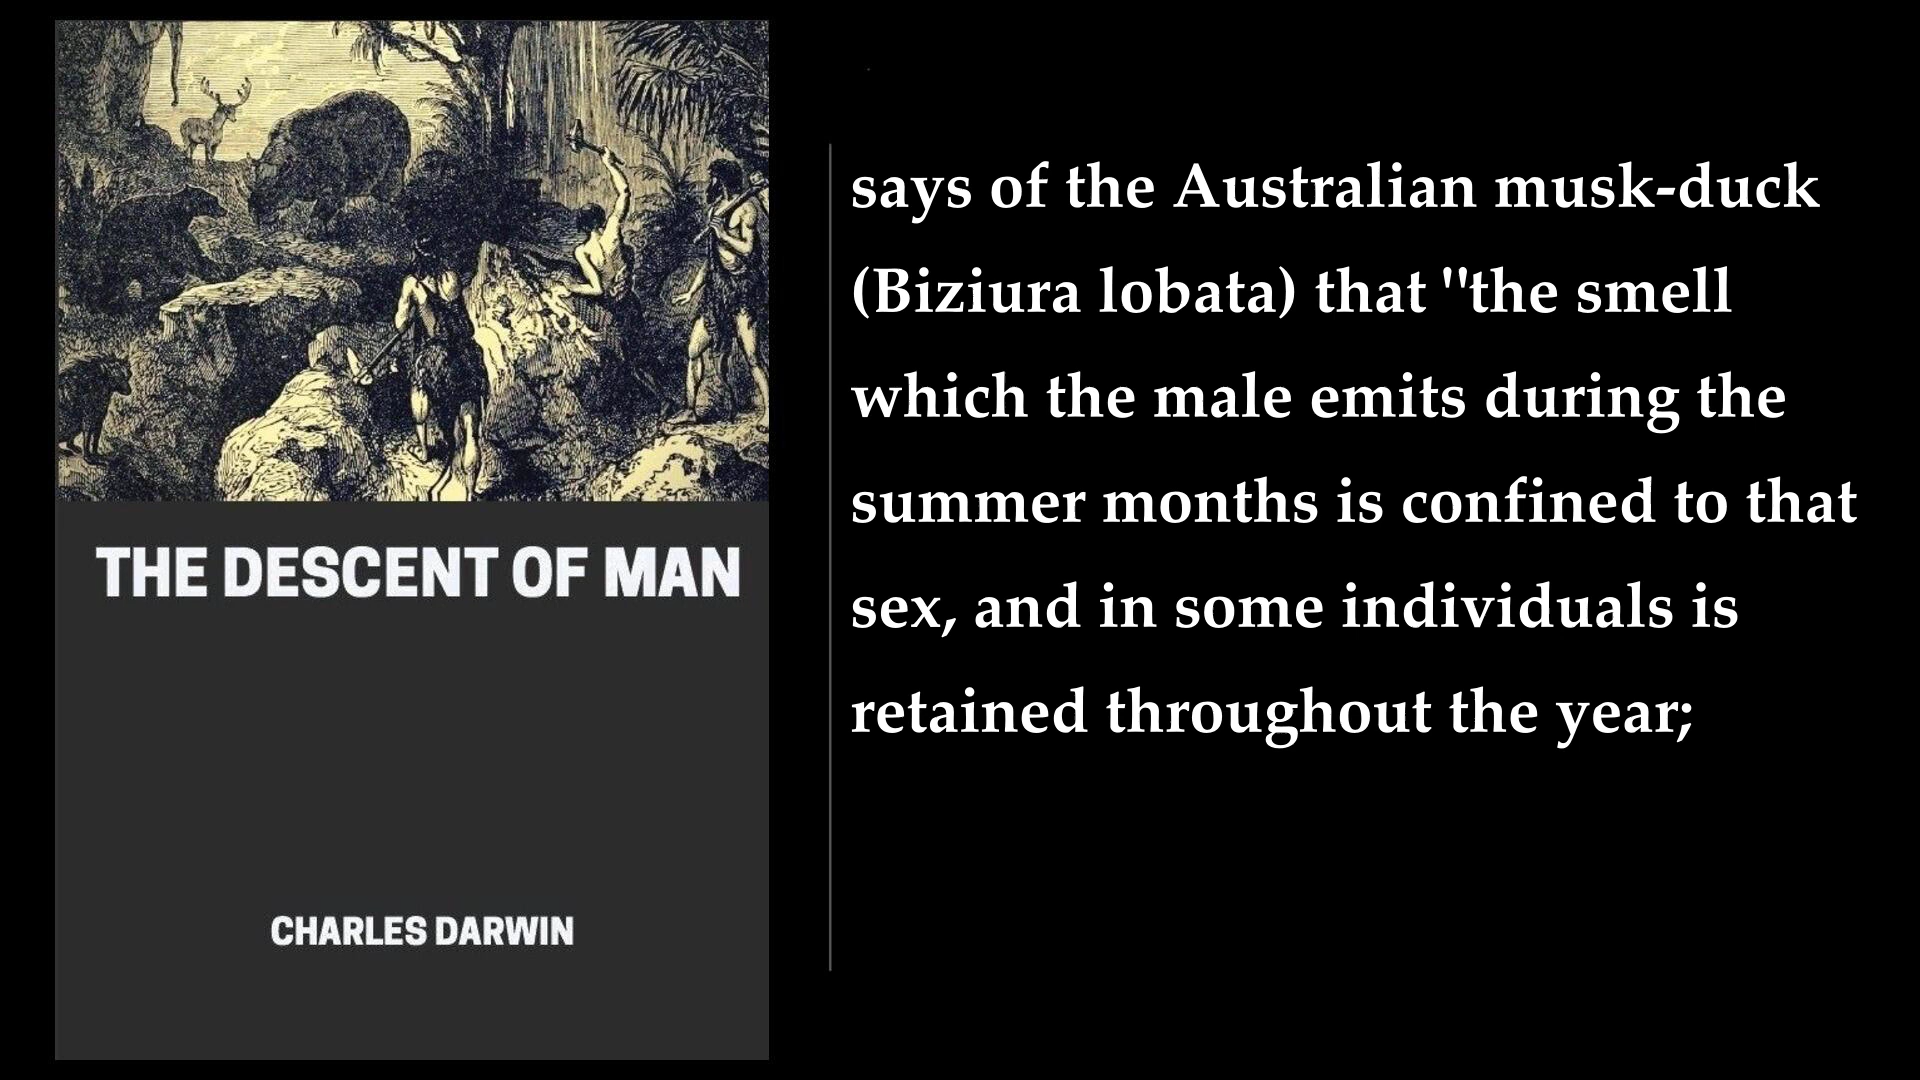 THE DESCENT OF MAN
CHARLES DARWIN
says of the Australian musk-duck
(Biziura lobata) that "the smell
which the male emits during the
summer months is confined to that
sex, and in some individuals is
retained throughout the year;